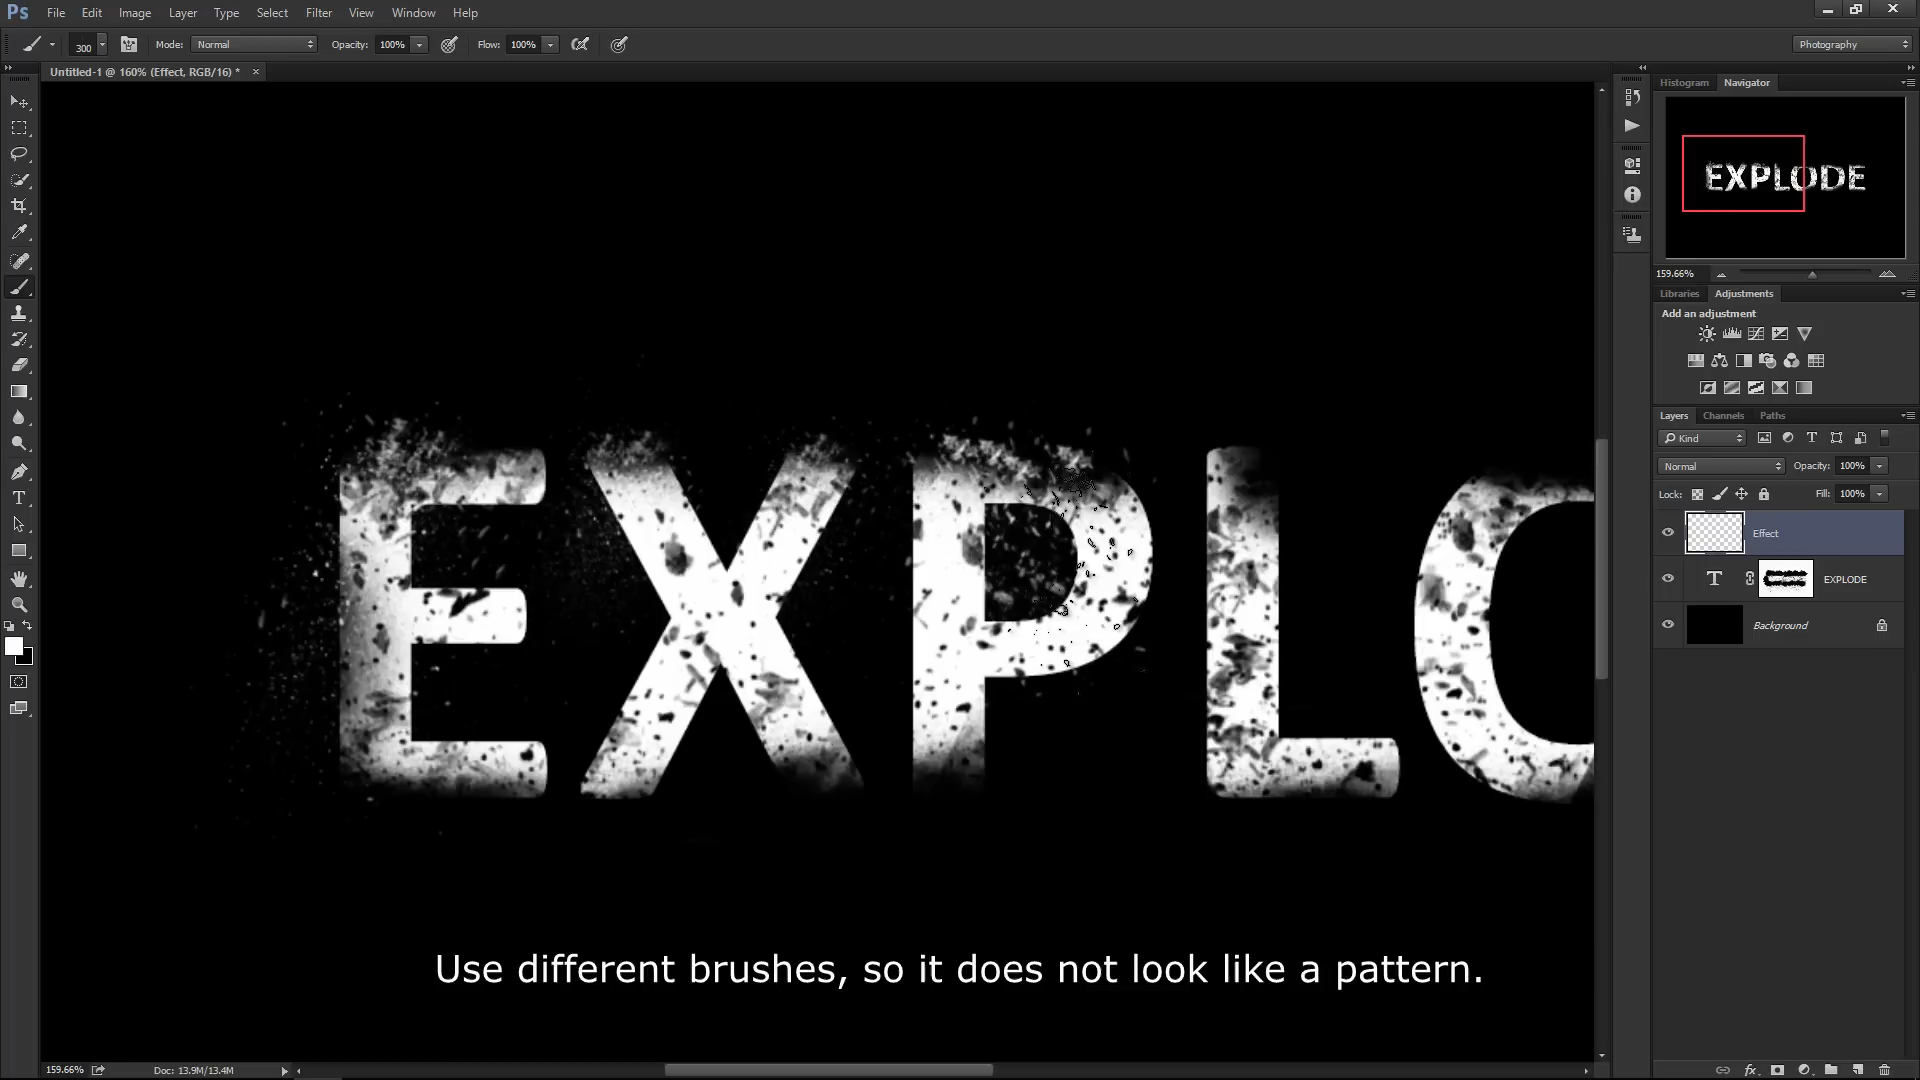 Ps File Edit Image Layer Type Select Filter View Window Help
300 Mode: Normal Opacity: 100% Flow: 100% Photography
Untitled-1 @ 160% (Effect, RGB/16) * ×
Histogram Navigator
EXPLODE
159.66%
Libraries Adjustments
Add an adjustment
Layers Channels Paths
Kind
Normal Opacity: 100%
Lock: Fill: 100%
Effect
T EXPLODE
Background
EXPLO
Use different brushes, so it does not look like a pattern.
159.66% Doc: 13.9M/13.4M
fx